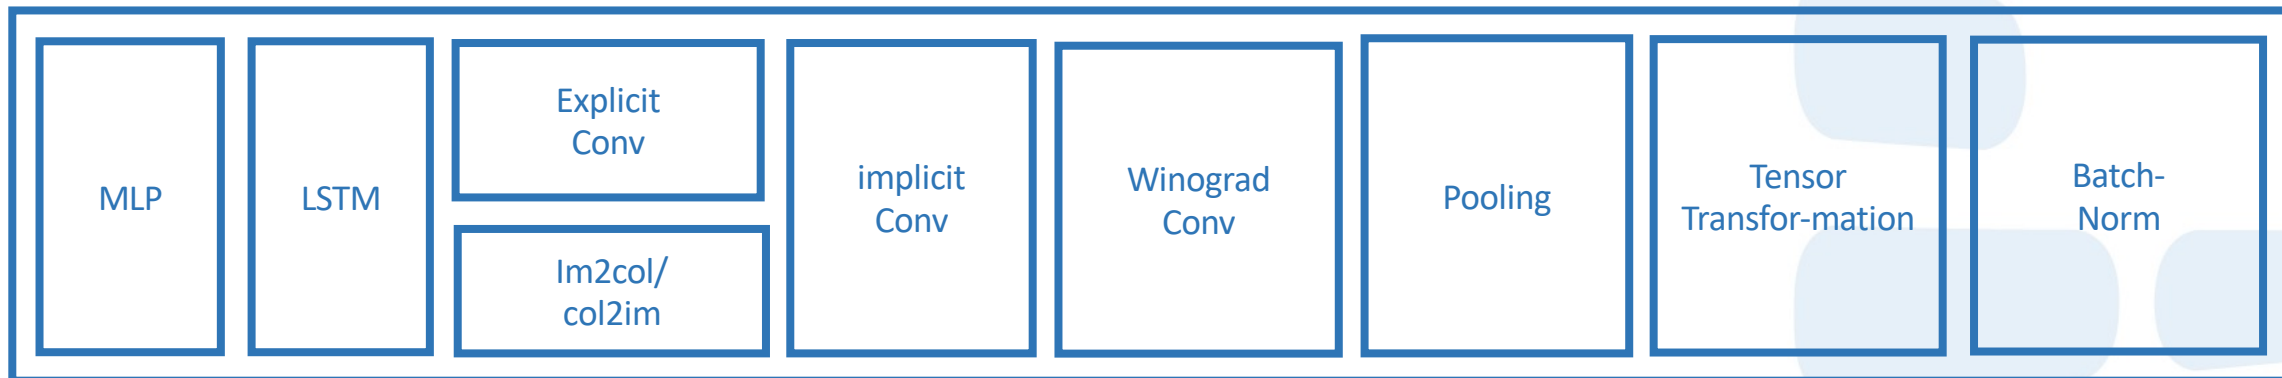 MLP
LSTM
Explicit
Conv
Im2col/
col2im
implicit
Conv
Winograd
Conv
Pooling
Tensor
Transfor-mation
Batch-
Norm